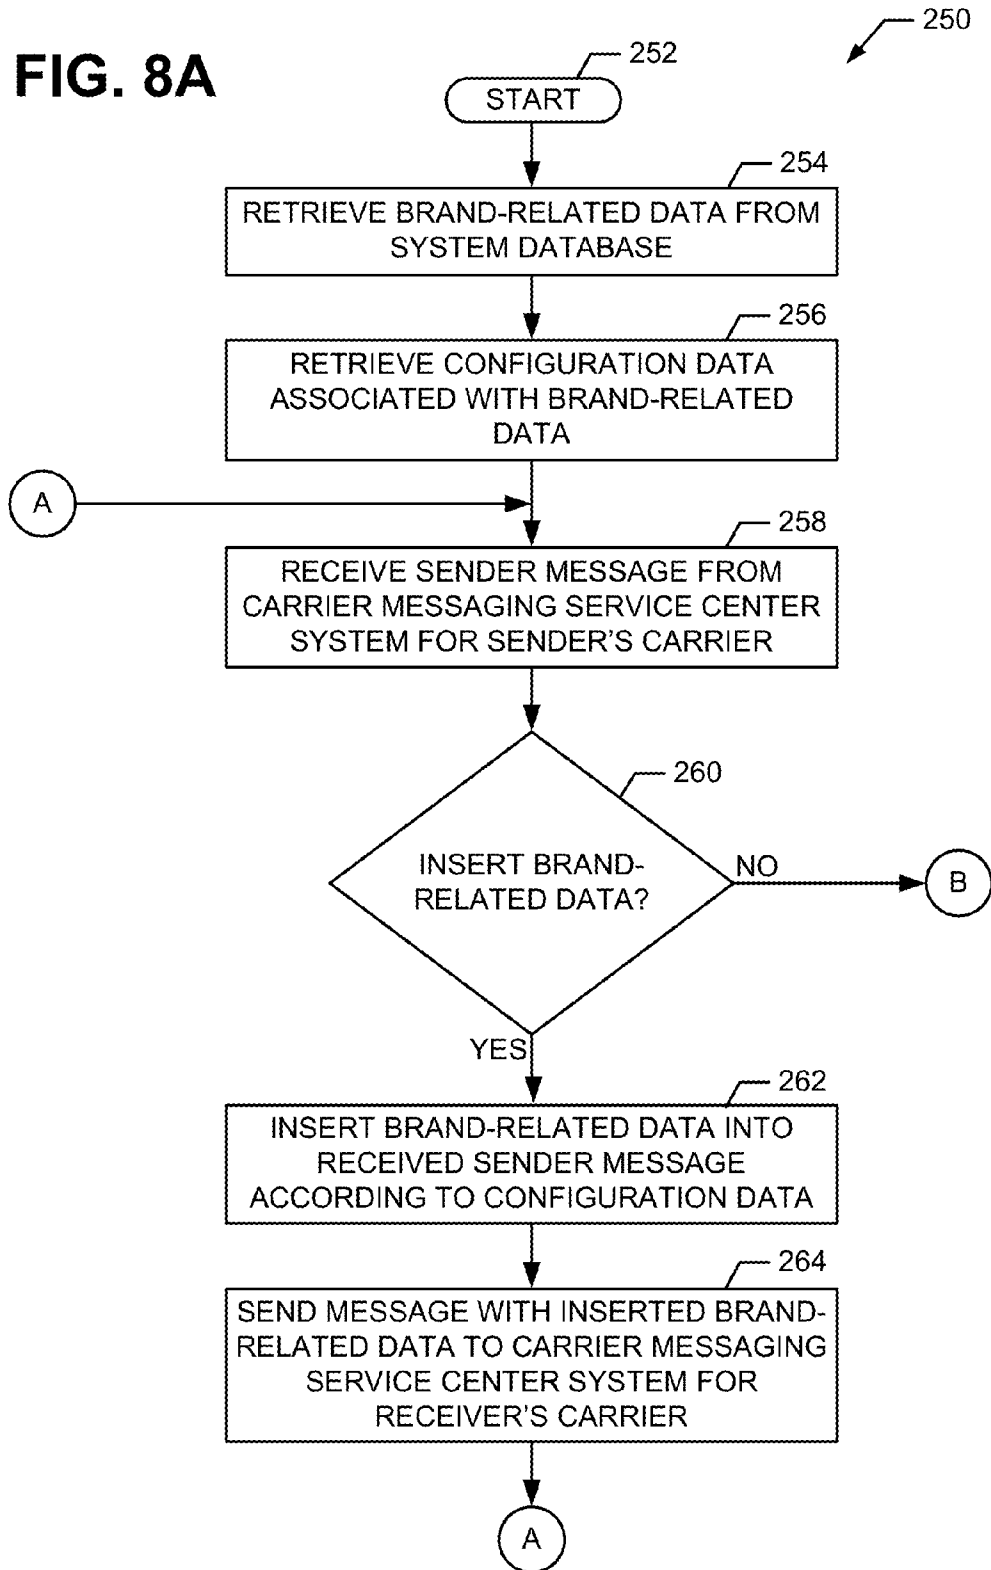 250
FIG. 8A
252
START
254
RETRIEVE BRAND-RELATED DATA FROM
SYSTEM DATABASE
256
RETRIEVE CONFIGURATION DATA
ASSOCIATED WITH BRAND-RELATED
DATA
A
258
RECEIVE SENDER MESSAGE FROM
CARRIER MESSAGING SERVICE CENTER
SYSTEM FOR SENDER'S CARRIER
260
INSERT BRAND-
RELATED DATA?
NO
B
YES
262
INSERT BRAND-RELATED DATA INTO
RECEIVED SENDER MESSAGE
ACCORDING TO CONFIGURATION DATA
264
SEND MESSAGE WITH INSERTED BRAND-
RELATED DATA TO CARRIER MESSAGING
SERVICE CENTER SYSTEM FOR
RECEIVER'S CARRIER
A